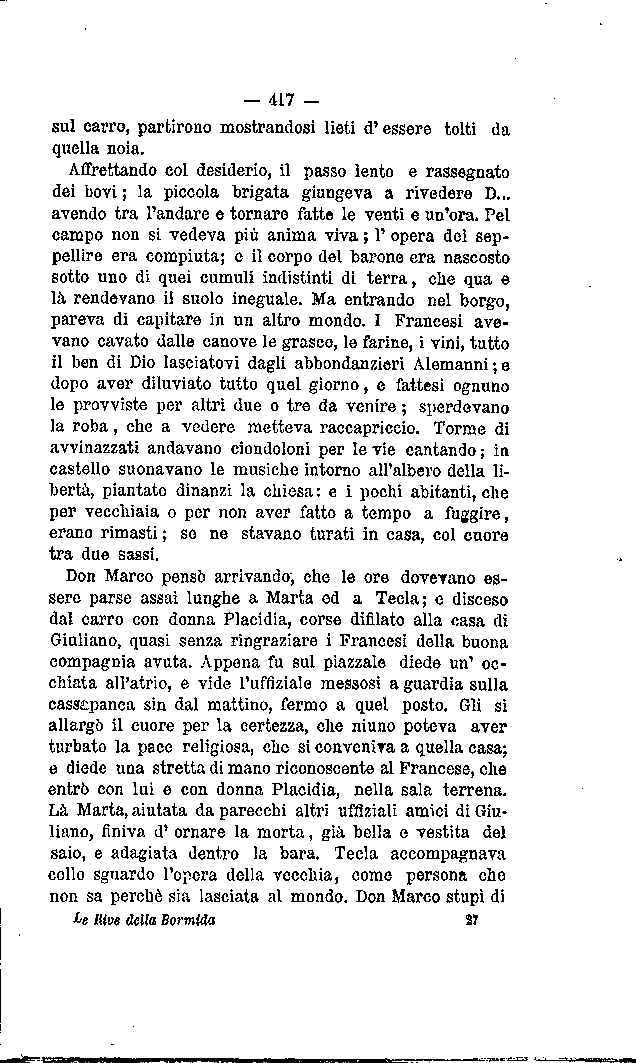 — 417 —
sul carro, partirono mostrandosi lieti d' essere tolti da
quella noia.
Affrettando col desiderio, il passo lento e rassegnato
dei bovi; la piccola brigata giungeva a rivedere D...
avendo tra l'andare e tornare fatte le venti e un'ora. Pel
campo non si vedeva più anima viva; l' opera del sep-
pellire era compiuta; e il corpo del barone era nascosto
sotto uno di quei cumuli indistinti di terra, che qua e
là rendevano il suolo ineguale. Ma entrando nel borgo,
pareva di capitare in un altro mondo. I Francesi ave-
vano cavato dalle canove le grasce, le farine, i vini, tutto
il ben di Dio lasciatovi dagli abbondanzieri Alemanni; e
dopo aver diluviato tutto quel giorno, e fattesi ognuno
le provviste per altri due o tre da venire; sperdevano
la roba, che a vedere metteva raccapriccio. Torme di
avvinazzati andavano ciondoloni per le vie cantando; in
castello suonavano le musiche intorno all'albero della li-
bertà, piantato dinanzi la chiesa: e i pochi abitanti, che
per vecchiaia o per non aver fatto a tempo a fuggire,
erano rimasti; se ne stavano turati in casa, col cuore
tra due sassi.
Don Marco pensò arrivando, che le ore dovevano es-
sere parse assai lunghe a Marta ed a Tecla; e disceso
dal carro con donna Placidia, corse difilato alla casa di
Giuliano, quasi senza ringraziare i Francesi della buona
compagnia avuta. Appena fu sul piazzale diede un' oc-
chiata all'atrio, e vide l'uffiziale messosi a guardia sulla
cassapanca sin dal mattino, fermo a quel posto. Gli si
allargò il cuore per la certezza, che niuno poteva aver
turbato la pace religiosa, che si conveniva a quella casa;
e diede una stretta di mano riconoscente al Francese, che
entrò con lui e con donna Placidia, nella sala terrena.
Là Marta, aiutata da parecchi altri uffiziali amici di Giu-
liano, finiva d' ornare la morta, già bella e vestita del
saio, e adagiata dentro la bara. Tecla accompagnava
collo sguardo l'opera della vecchia, come persona che
non sa perchè sia lasciata al mondo. Don Marco stupì di
Le Rive della Bormida 27